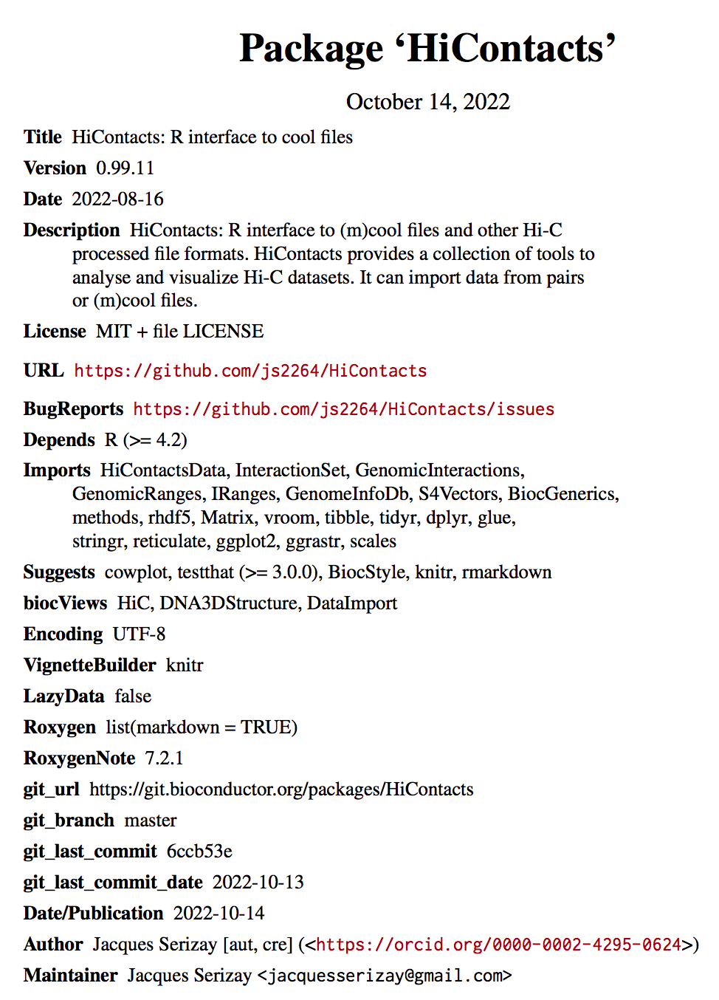 Package ‘HiContacts’
October 14, 2022
Title HiContacts: R interface to cool files
Version 0.99.11
Date 2022-08-16
Description HiContacts: R interface to (m)cool files and other Hi-C
processed file formats. HiContacts provides a collection of tools to
analyse and visualize Hi-C datasets. It can import data from pairs
or (m)cool files.
License MIT + file LICENSE
URL https://github.com/js2264/HiContacts
BugReports https://github.com/js2264/HiContacts/issues
Depends R (>= 4.2)
Imports HiContactsData, InteractionSet, GenomicInteractions,
GenomicRanges, IRanges, GenomeInfoDb, S4Vectors, BiocGenerics,
methods, rhdf5, Matrix, vroom, tibble, tidyr, dplyr, glue,
stringr, reticulate, ggplot2, ggrastr, scales
Suggests cowplot, testthat (>= 3.0.0), BiocStyle, knitr, rmarkdown
biocViews HiC, DNA3DStructure, DataImport
Encoding UTF-8
VignetteBuilder knitr
LazyData false
Roxygen list(markdown = TRUE)
RoxygenNote 7.2.1
git_url https://git.bioconductor.org/packages/HiContacts
git_branch master
git_last_commit 6ccb53e
git_last_commit_date 2022-10-13
Date/Publication 2022-10-14
Author Jacques Serizay [aut, cre] (<https://orcid.org/0000-0002-4295-0624>)
Maintainer Jacques Serizay <jacquesserizay@gmail.com>